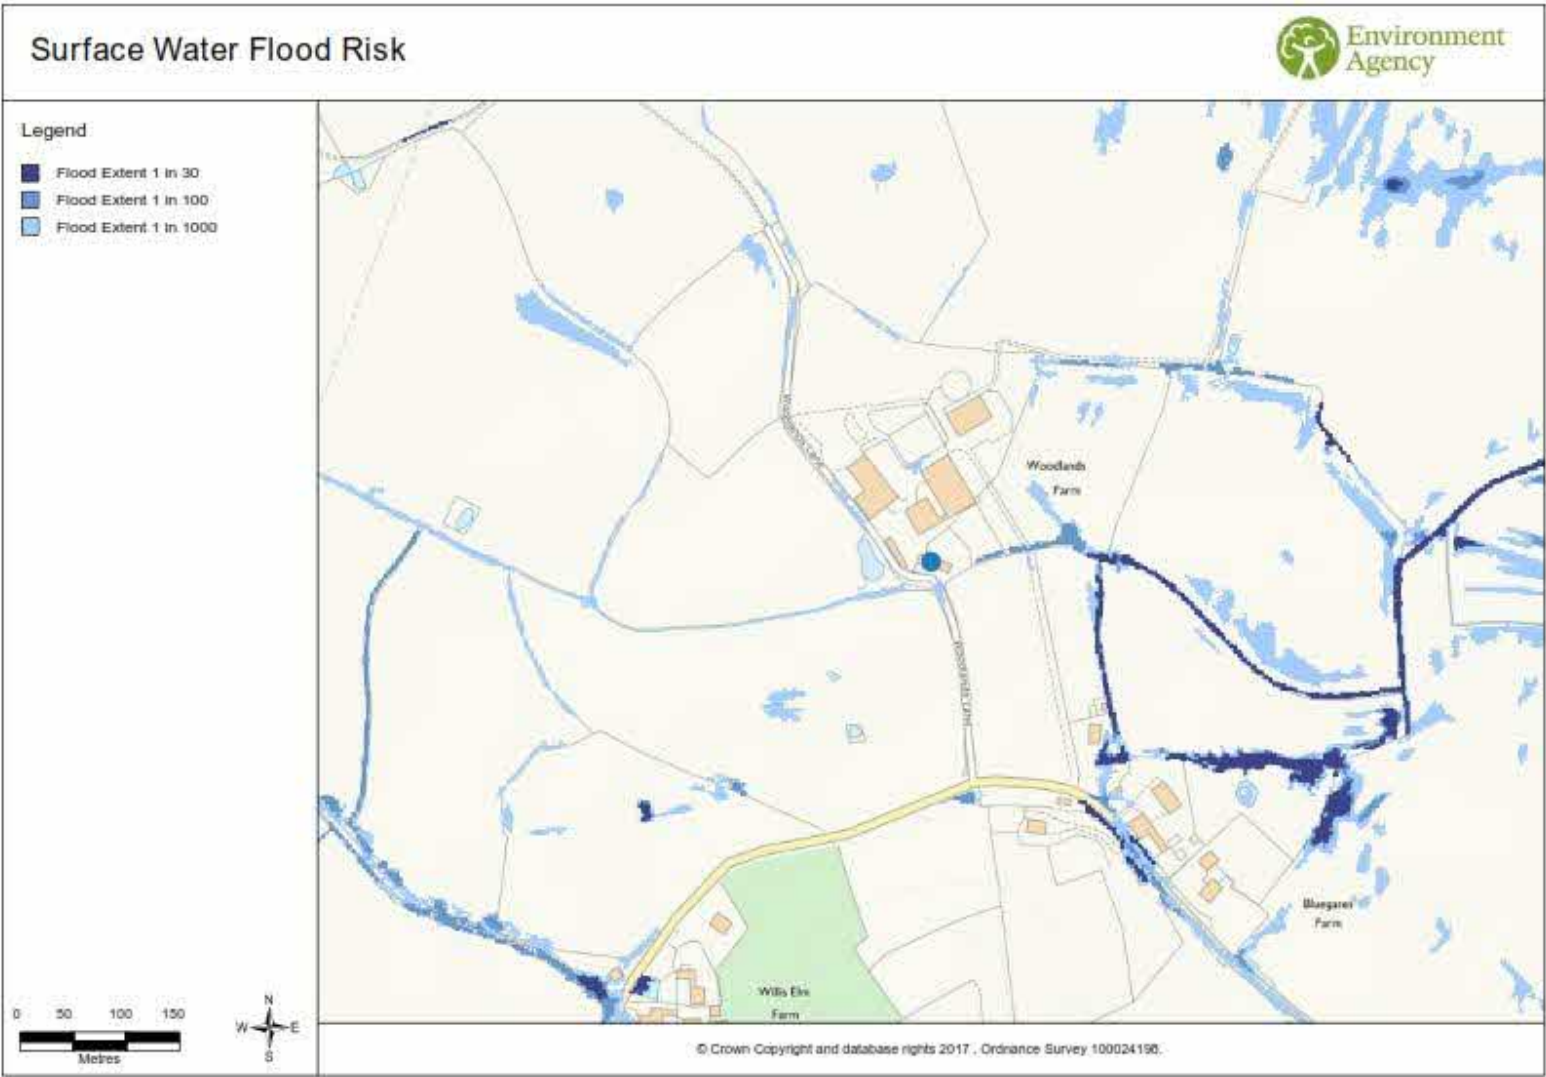 Surface Water Flood Risk
Environment
Agency
Legend
Flood Extent 1 in 30
Flood Extent 1 in 100
Flood Extent 1 in 1000
Woodlands
Farm
Farm
Willis Elm
Farm
0 50 100 150
Metres
N
W E
S
© Crown Copyright and database rights 2017 . Ordnance Survey 100024198.